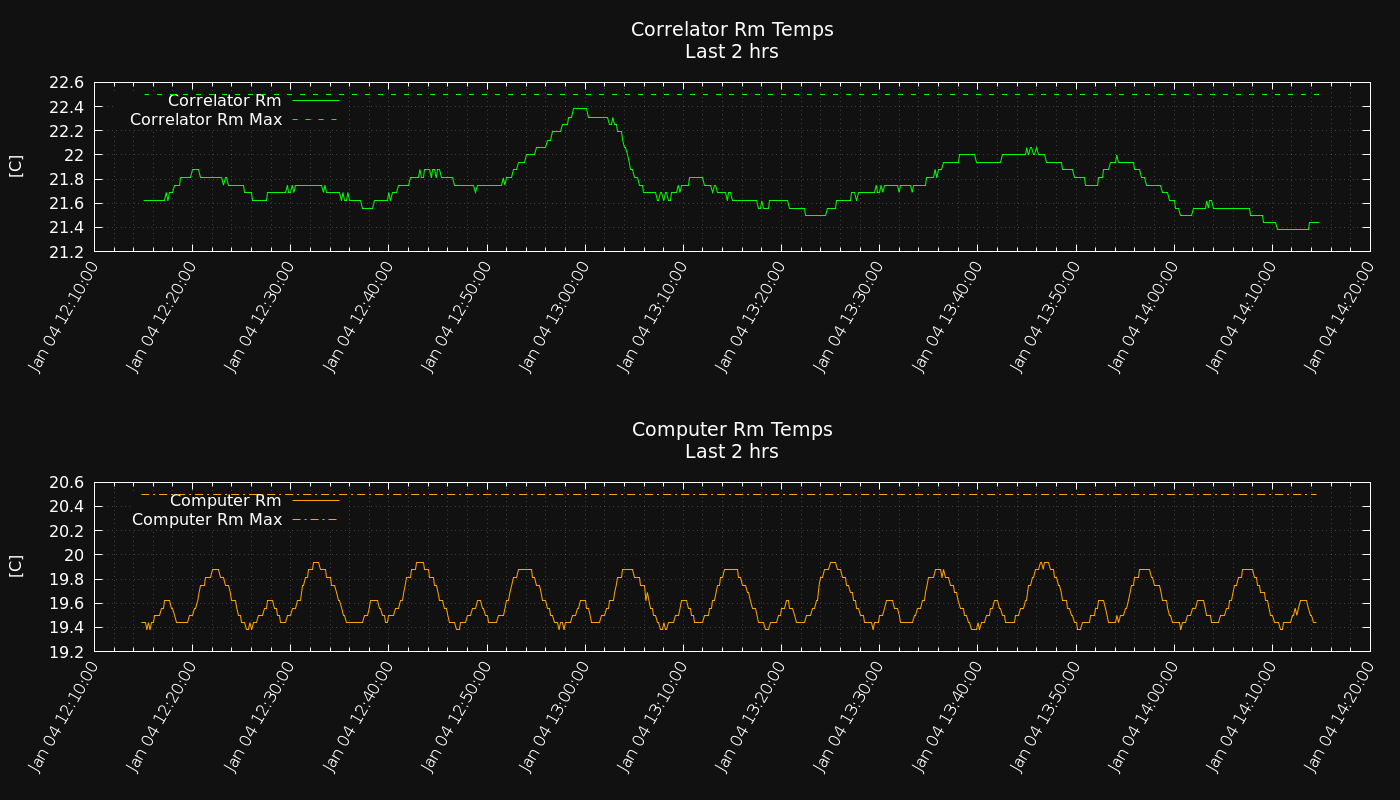 Correlator Rm Temps
Last 2 hrs
[C]
22.6
22.4
22.2
22
21.8
21.6
21.4
21.2
Correlator Rm
Correlator Rm Max
Jan 04 12:10:00
Jan 04 12:20:00
Jan 04 12:30:00
Jan 04 12:40:00
Jan 04 12:50:00
Jan 04 13:00:00
Jan 04 13:10:00
Jan 04 13:20:00
Jan 04 13:30:00
Jan 04 13:40:00
Jan 04 13:50:00
Jan 04 14:00:00
Jan 04 14:10:00
Jan 04 14:20:00
Computer Rm Temps
Last 2 hrs
[C]
20.6
20.4
20.2
20
19.8
19.6
19.4
19.2
Computer Rm
Computer Rm Max
Jan 04 12:10:00
Jan 04 12:20:00
Jan 04 12:30:00
Jan 04 12:40:00
Jan 04 12:50:00
Jan 04 13:00:00
Jan 04 13:10:00
Jan 04 13:20:00
Jan 04 13:30:00
Jan 04 13:40:00
Jan 04 13:50:00
Jan 04 14:00:00
Jan 04 14:10:00
Jan 04 14:20:00